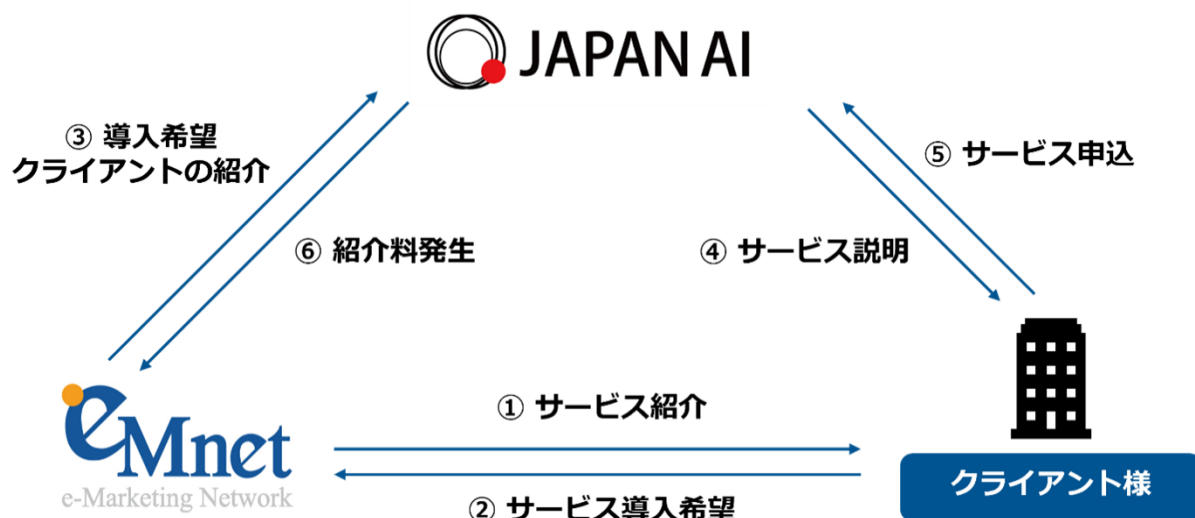 JAPAN AI
③ 導入希望
クライアントの紹介
⑤ サービス申込
⑥ 紹介料発生
④ サービス説明
eMnet
e-Marketing Network
① サービス紹介
② サービス導入希望
クライアント様